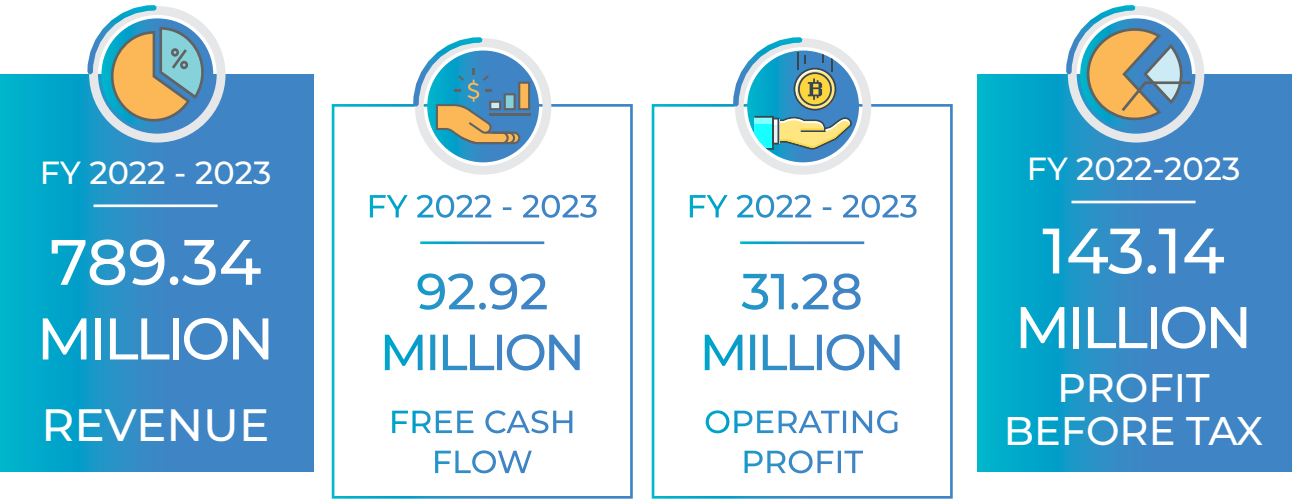 FY 2022 - 2023
789.34
MILLION
REVENUE
FY 2022 - 2023
92.92
MILLION
FREE CASH
FLOW
FY 2022 - 2023
31.28
MILLION
OPERATING
PROFIT
FY 2022-2023
143.14
MILLION
PROFIT
BEFORE TAX